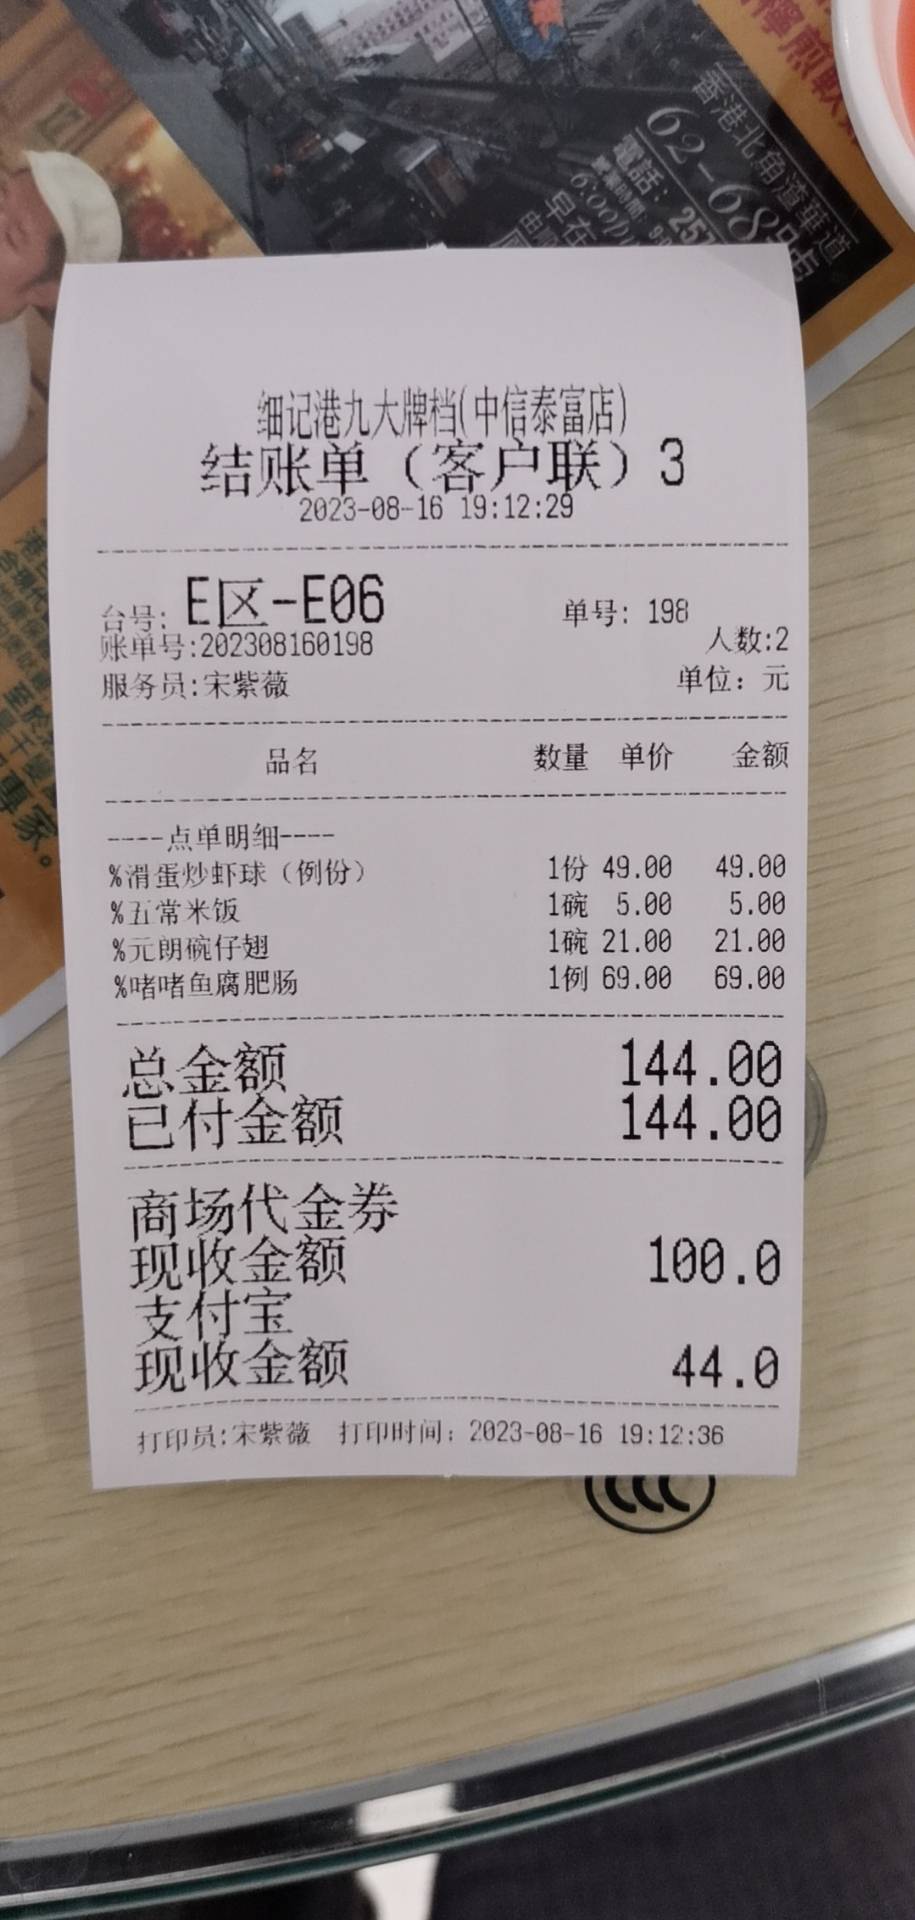 香港北角渣華道
62-68号
電話：257
早在
細记港九大牌档(中信泰富店)
结账单（客户联）3
2023-08-16 19:12:29
台号: E区-E06 单号: 198
账单号:202308160198 人数:2
服务员:宋紫薇 单位: 元
品名 数量 单价 金额
----点单明细----
%滑蛋炒虾球（例份） 1份 49.00 49.00
%五常米饭 1碗 5.00 5.00
%元朗碗仔翅 1碗 21.00 21.00
%啫啫鱼腐肥肠 1例 69.00 69.00
总金额 144.00
已付金额 144.00
商场代金券
现收金额 100.0
支付宝
现收金额 44.0
打印员:宋紫薇 打印时间: 2023-08-16 19:12:36